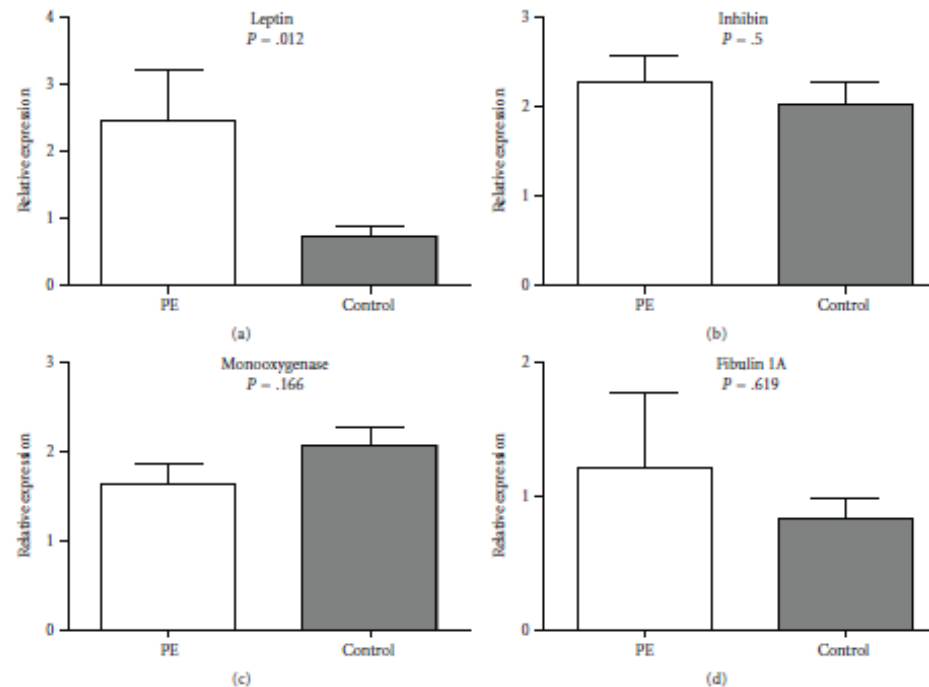 Leptin
P = .012
Relative expression
4
3
2
1
0
PE
Control
(a)
Inhibin
P = .5
Relative expression
3
2
1
0
PE
Control
(b)
Monooxygenase
P = .166
Relative expression
3
2
1
0
PE
Control
(c)
Fibulin 1A
P = .619
Relative expression
2
1
0
PE
Control
(d)